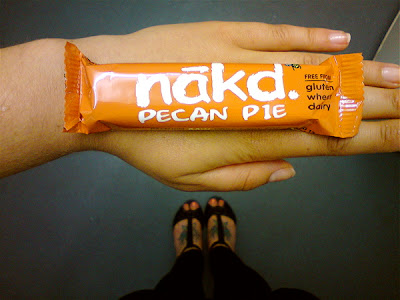 nākd.
PECAN PIE
FREE FROM
gluten
wheat
dairy